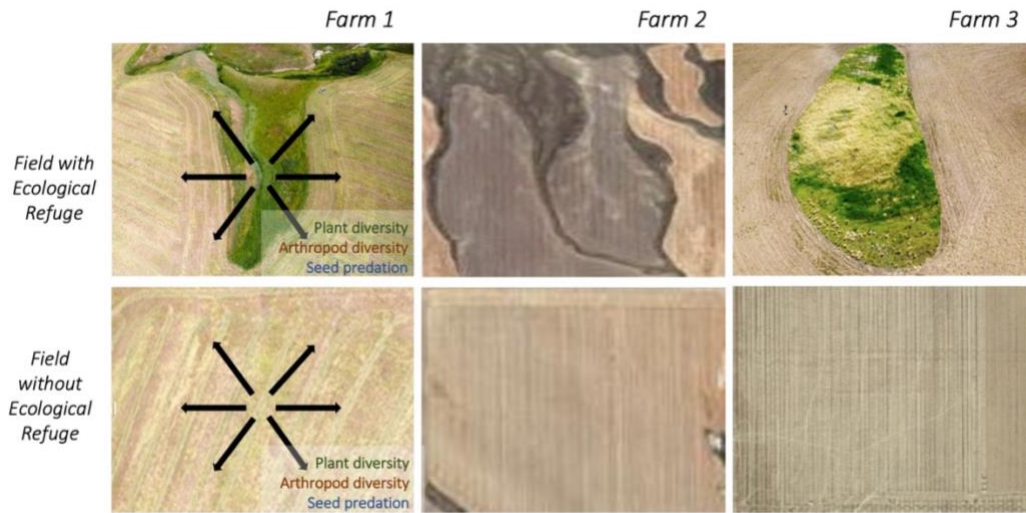 Farm 1
Farm 2
Farm 3
Field with
Ecological
Refuge
Plant diversity
Arthropod diversity
Seed predation
Field
without
Ecological
Refuge
Plant diversity
Arthropod diversity
Seed predation